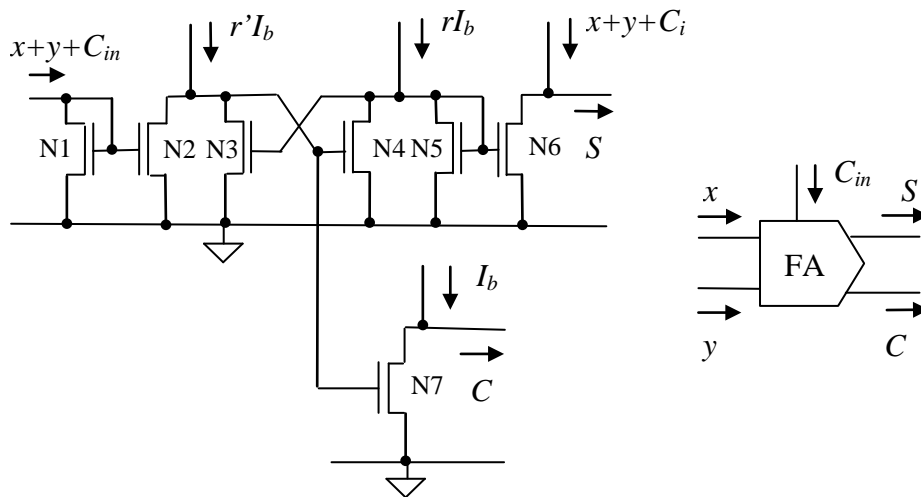 x+y+C_in
r'I_b
rI_b
x+y+C_i
N1
N2
N3
N4
N5
N6
S
C_in
x
S
FA
y
C
I_b
N7
C